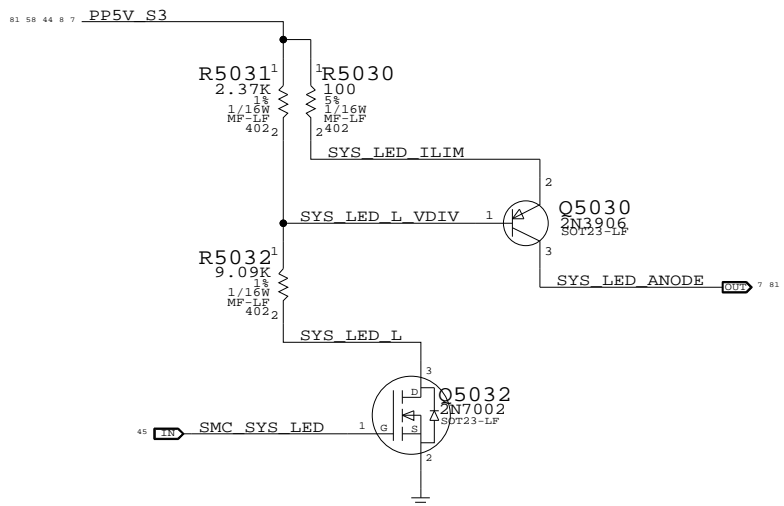 81 58 44 8 7 PP5V_S3
R5031 1
2.37K
1%
1/16W
MF-LF
402 2
1 R5030
100
5%
1/16W
MF-LF
2 402
SYS_LED_ILIM
2
SYS_LED_L_VDIV 1
Q5030
2N3906
SOT23-LF
3
R5032 1
9.09K
1%
1/16W
MF-LF
402 2
SYS_LED_ANODE OUT 7 81
SYS_LED_L
3
D
Q5032
2N7002
SOT23-LF
45 IN SMC_SYS_LED 1 G S
2